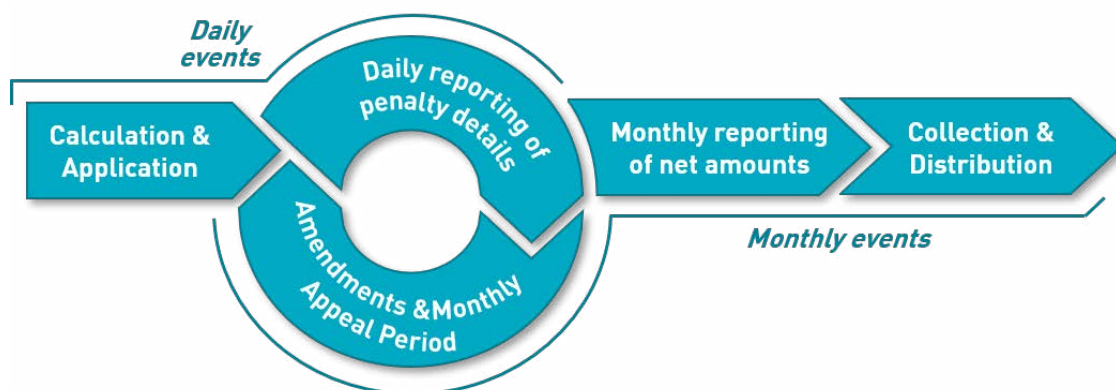 Daily
events
Calculation &
Application
Daily reporting of
penalty details
Amendments &Monthly
Appeal Period
Monthly reporting
of net amounts
Collection &
Distribution
Monthly events